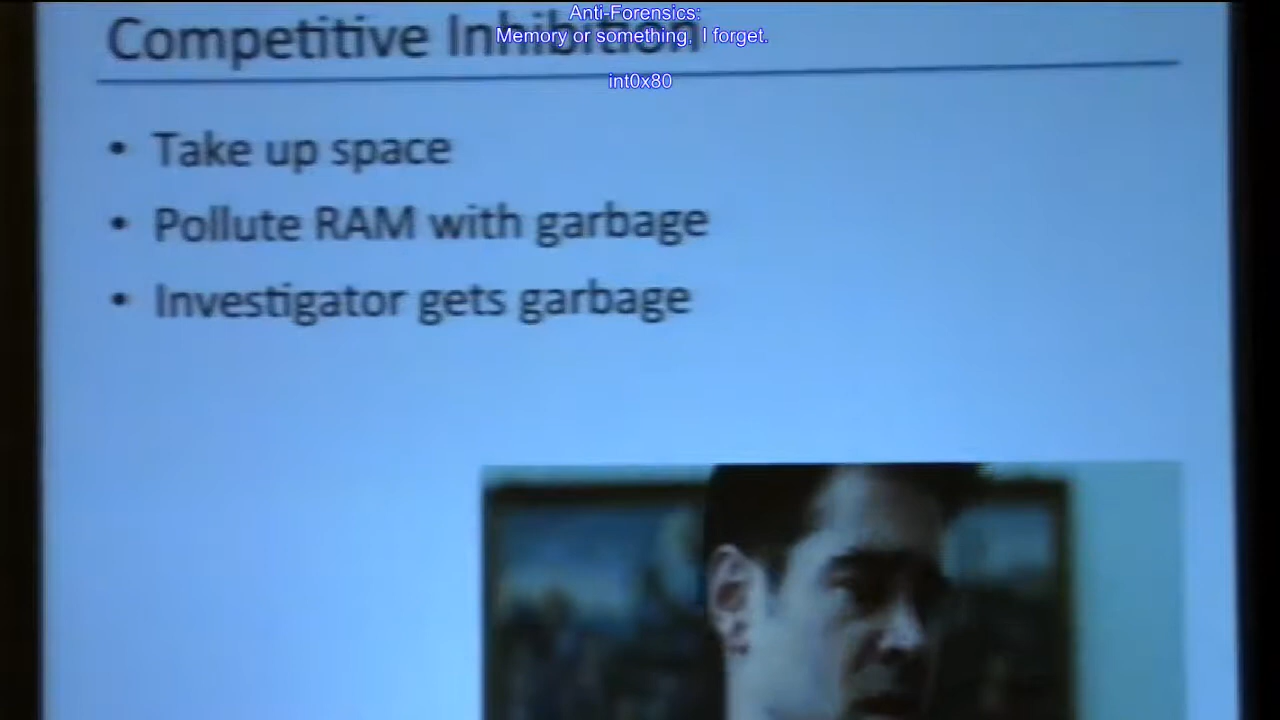 Anti-Forensics:
Memory or something, I forget.
int0x80
Competitive Inhibition
• Take up space
• Pollute RAM with garbage
• Investigator gets garbage